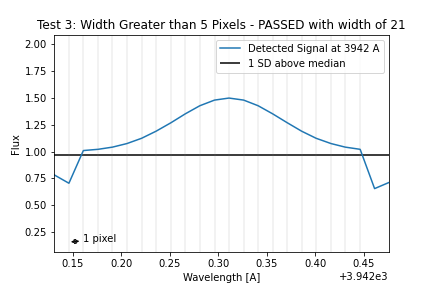 Test 3: Width Greater than 5 Pixels - PASSED with width of 21
2.00
1.75
1.50
1.25
1.00
0.75
0.50
0.25
Flux
Detected Signal at 3942 A
1 SD above median
1 pixel
0.15 0.20 0.25 0.30 0.35 0.40 0.45
Wavelength [A]
+3.942e3